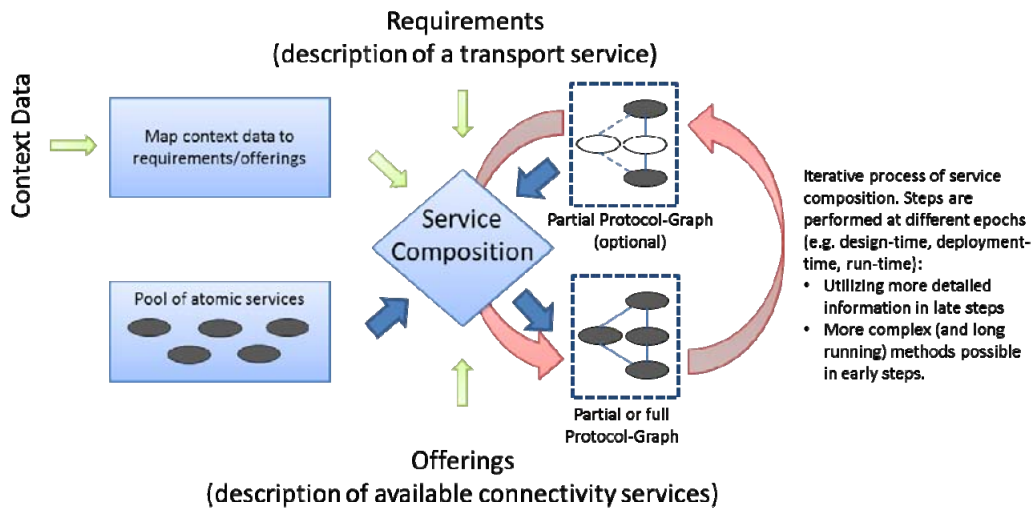 Requirements
(description of a transport service)
Context Data
Map context data to
requirements/offerings
Service
Composition
Partial Protocol-Graph
(optional)
Pool of atomic services
Partial or full
Protocol-Graph
Iterative process of service
composition. Steps are
performed at different epochs
(e.g. design-time, deployment-
time, run-time):
• Utilizing more detailed
information in late steps
• More complex (and long
running) methods possible
in early steps.
Offerings
(description of available connectivity services)